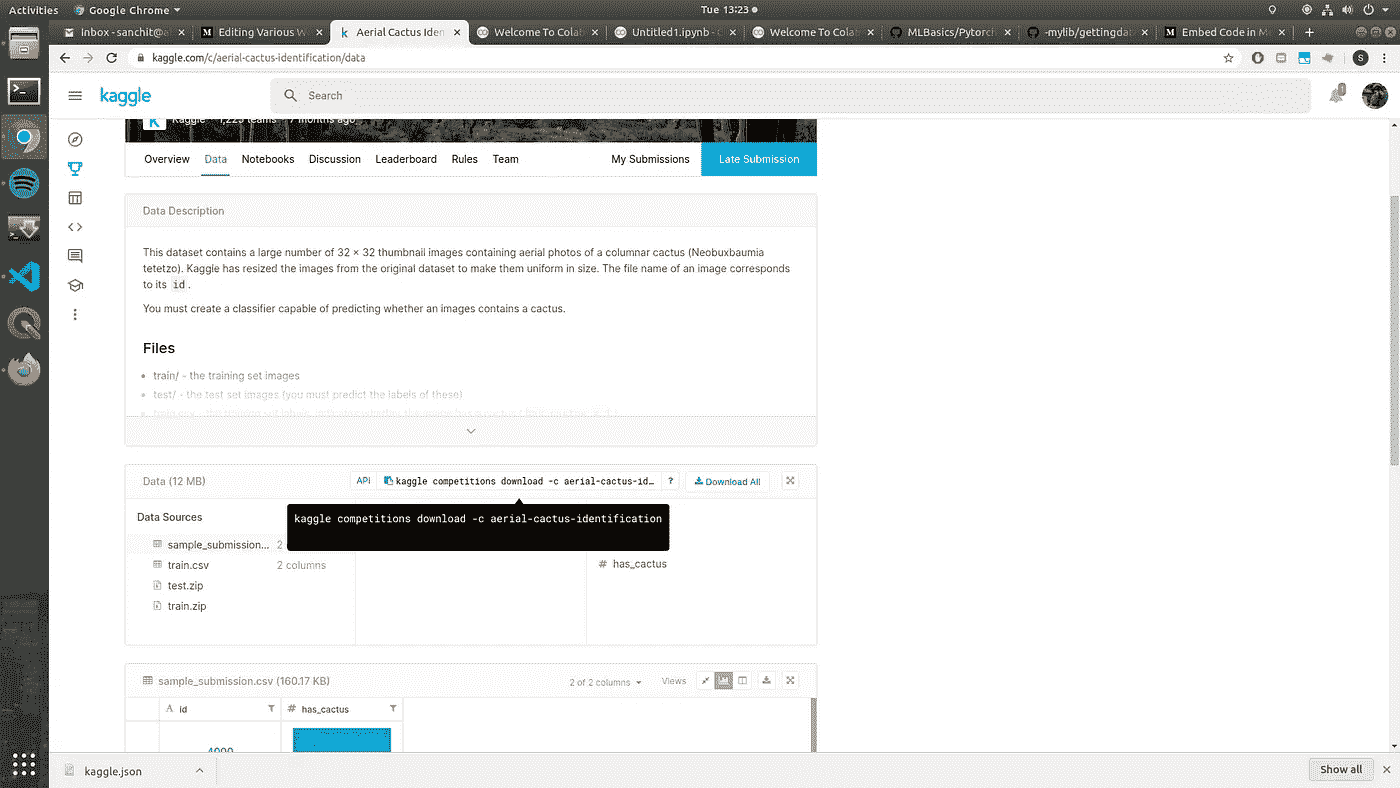 Activities Google Chrome Tue 13:23
Inbox - sanchit@a Editing Various W Aerial Cactus Iden Welcome To Colab Untitled1.ipynb - C Welcome To Colab MLBasics/Pytorch -mylib/gettingdat Embed Code in Me
kaggle.com/c/aerial-cactus-identification/data S
kaggle Search
Kaggle · 1,225 teams · 7 months ago
Overview Data Notebooks Discussion Leaderboard Rules Team My Submissions Late Submission
Data Description
This dataset contains a large number of 32 × 32 thumbnail images containing aerial photos of a columnar cactus (Neobuxbaumia
tetetzo). Kaggle has resized the images from the original dataset to make them uniform in size. The file name of an image corresponds
to its id.
You must create a classifier capable of predicting whether an images contains a cactus.
Files
train/ - the training set images
test/ - the test set images (you must predict the labels of these)
Data (12 MB) API kaggle competitions download -c aerial-cactus-id… ? Download All
Data Sources
kaggle competitions download -c aerial-cactus-identification
sample_submission... 2
train.csv 2 columns # has_cactus
test.zip
train.zip
sample_submission.csv (160.17 KB) 2 of 2 columns Views
A id # has_cactus
4000
kaggle.json Show all